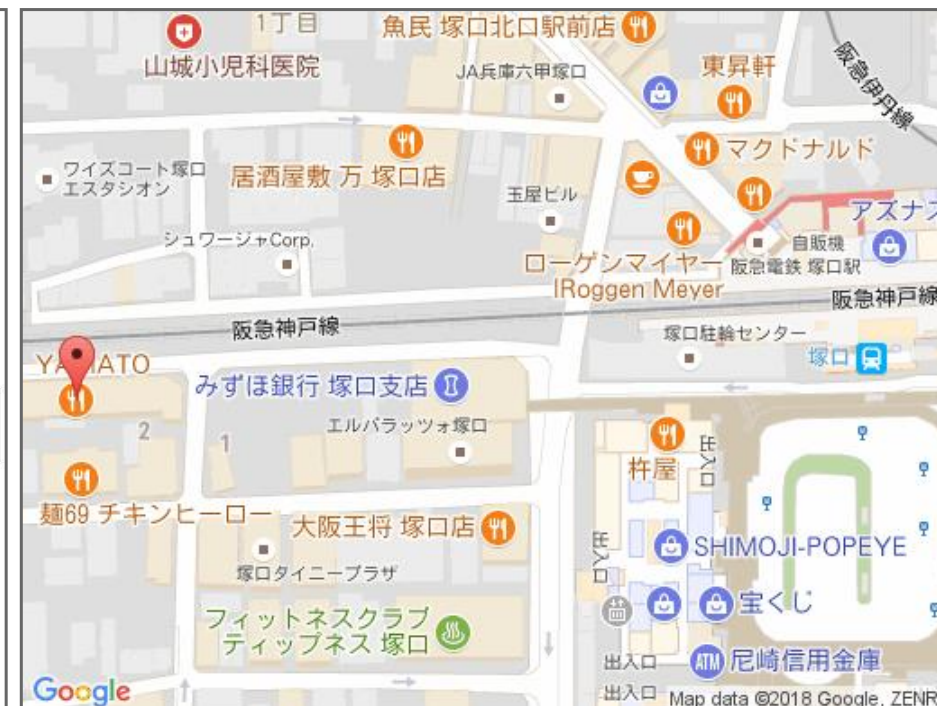 1丁目
魚民 塚口北口駅前店
山城小児科医院
JA兵庫六甲塚口
東昇軒
阪急伊丹線
ワイズコート塚口
エスタシオン
居酒屋敷 万 塚口店
マクドナルド
玉屋ビル
アズナス
シュワージャCorp.
自販機
阪急電鉄 塚口駅
ローゲンマイヤー
lRoggen Meyer
阪急神戸線
阪急神戸線
塚口駐輪センター
塚口
YAMATO
みずほ銀行 塚口支店
エルパラッツォ塚口
2
1
杵屋
出入口
麺69 チキンヒーロー
大阪王将 塚口店
出入口
SHIMOJI-POPEYE
塚口タイニープラザ
宝くじ
フィットネスクラブ
ティップネス 塚口
出入口
ATM
尼崎信用金庫
出入口
Google
Map data ©2018 Google, ZENR